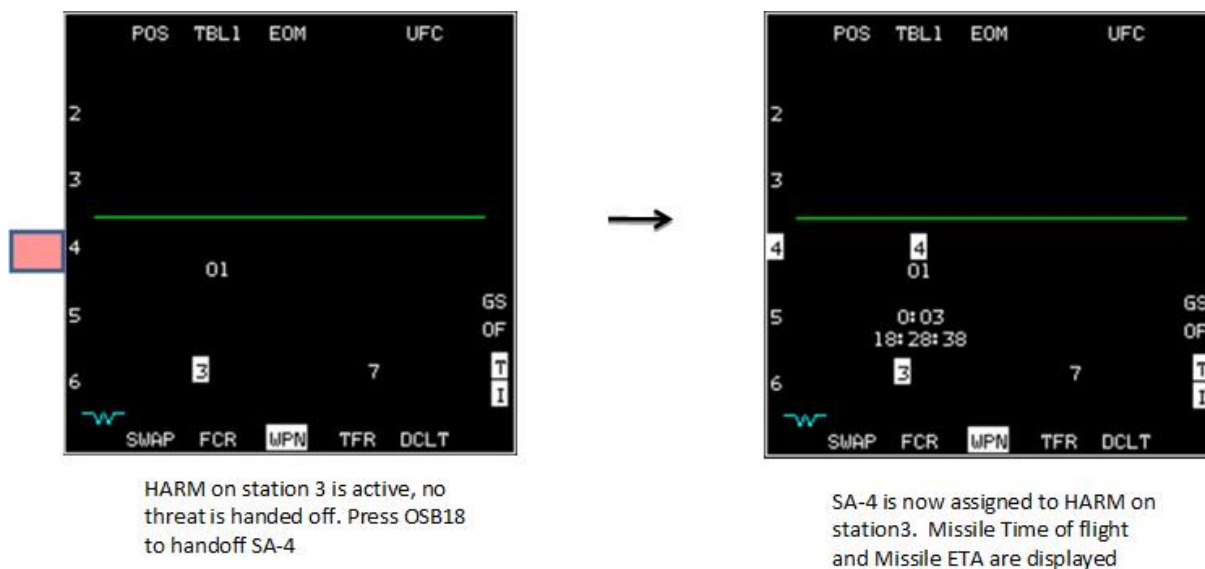 POS TBL1 EOM UFC
2
3
4
01
GS
5
OF
3 7 T
6 I
SWAP FCR WPN TFR DCLT
HARM on station 3 is active, no
threat is handed off. Press OSB18
to handoff SA-4
POS TBL1 EOM UFC
2
3
4 4
01
GS
5 0:03
OF
18:28:38
3 7 T
6 I
SWAP FCR WPN TFR DCLT
SA-4 is now assigned to HARM on
station3. Missile Time of flight
and Missile ETA are displayed